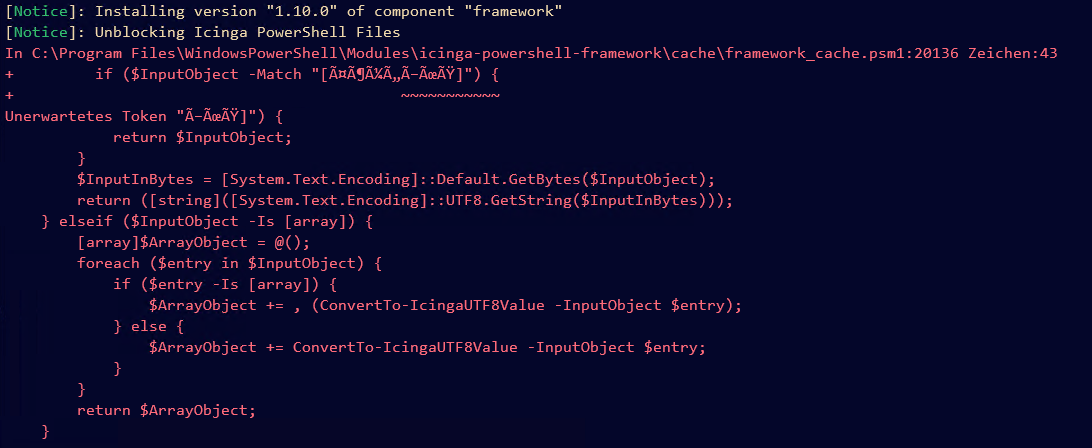 [Notice]: Installing version "1.10.0" of component "framework"
[Notice]: Unblocking Icinga PowerShell Files
In C:\Program Files\WindowsPowerShell\Modules\icinga-powershell-framework\cache\framework_cache.psm1:20136 Zeichen:43
+         if ($InputObject -Match "[Ã¤Ã¶Ã¼Ã„Ã–ÃœÃŸ]") {
+                                           ~~~~~~~~~~~
Unerwartetes Token "Ã–ÃœÃŸ]") {
            return $InputObject;
        }
        $InputInBytes = [System.Text.Encoding]::Default.GetBytes($InputObject);
        return ([string]([System.Text.Encoding]::UTF8.GetString($InputInBytes)));
    } elseif ($InputObject -Is [array]) {
        [array]$ArrayObject = @();
        foreach ($entry in $InputObject) {
            if ($entry -Is [array]) {
                $ArrayObject += , (ConvertTo-IcingaUTF8Value -InputObject $entry);
            } else {
                $ArrayObject += ConvertTo-IcingaUTF8Value -InputObject $entry;
            }
        }
        return $ArrayObject;
    }